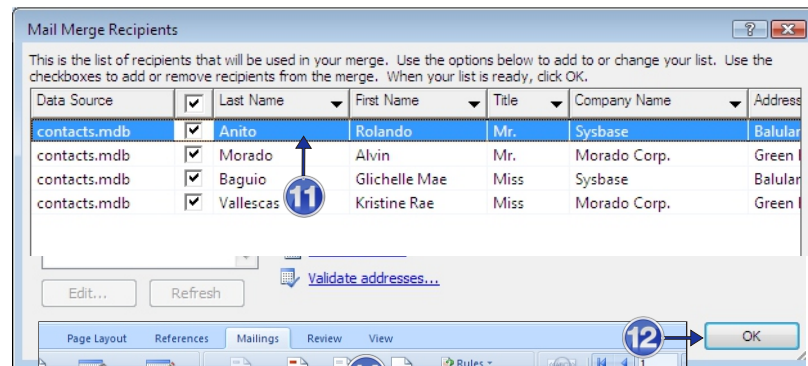 Mail Merge Recipients
This is the list of recipients that will be used in your merge. Use the options below to add to or change your list. Use the
checkboxes to add or remove recipients from the merge. When your list is ready, click OK.
Data Source Last Name First Name Title Company Name Address
contacts.mdb Anito Rolando Mr. Sysbase Balular
contacts.mdb Morado Alvin Mr. Morado Corp. Green
contacts.mdb Baguio Glichelle Mae Miss Sysbase Balular
contacts.mdb Vallescas Kristine Rae Miss Morado Corp. Green
11
Validate addresses...
Edit... Refresh
Page Layout References Mailings Review View 12 OK
Rules 1